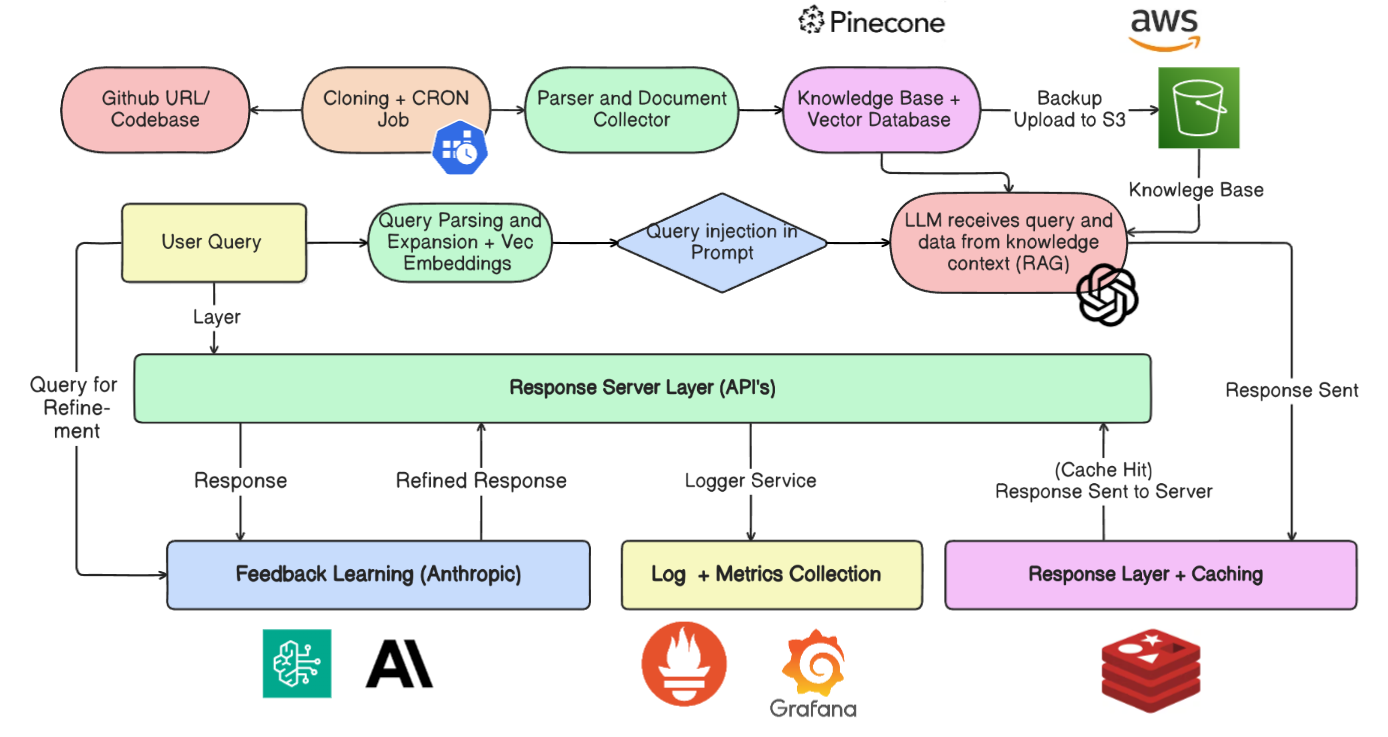 Pinecone
aws
Github URL/
Codebase
Cloning + CRON
Job
Parser and Document
Collector
Knowledge Base +
Vector Database
Backup
Upload to S3
Knowlege Base
User Query
Query Parsing and
Expansion + Vec
Embeddings
Query injection in
Prompt
LLM receives query and
data from knowledge
context (RAG)
Layer
Query for
Refine-
ment
Response Server Layer (API's)
Response Sent
Response
Refined Response
Logger Service
(Cache Hit)
Response Sent to Server
Feedback Learning (Anthropic)
Log + Metrics Collection
Response Layer + Caching
AI
Grafana